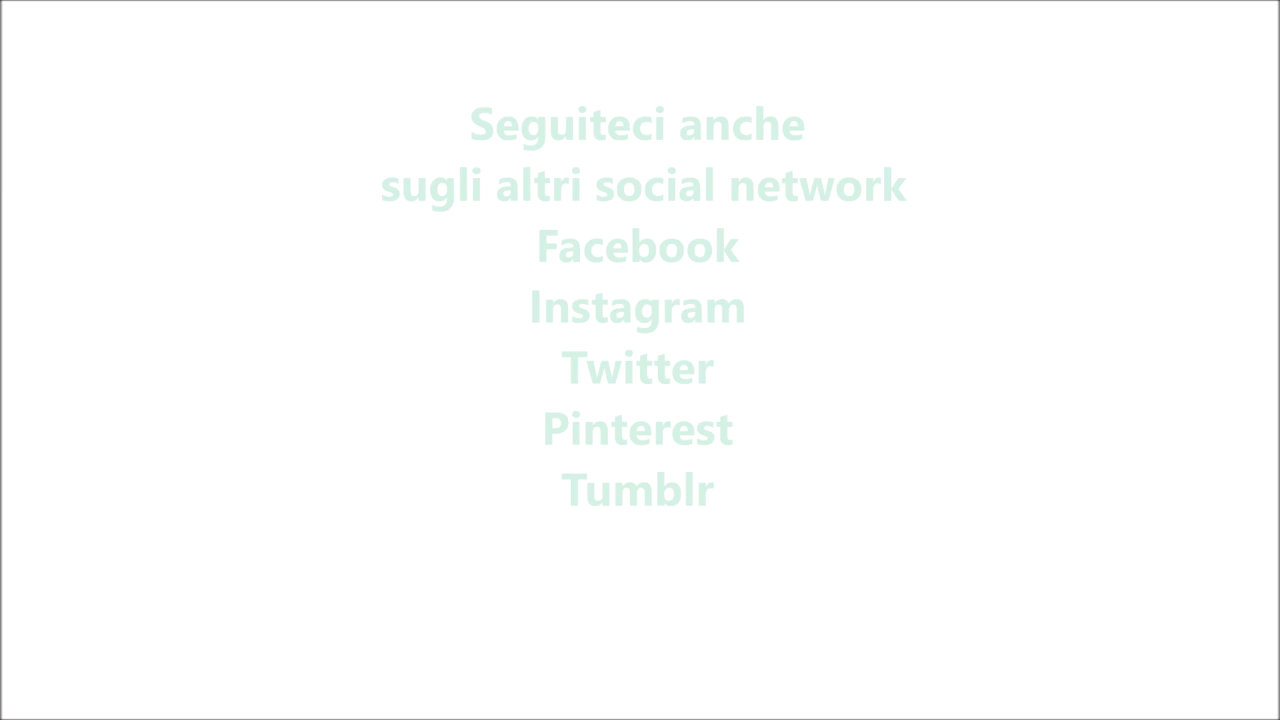 Seguiteci anche
sugli altri social network
Facebook
Instagram
Twitter
Pinterest
Tumblr